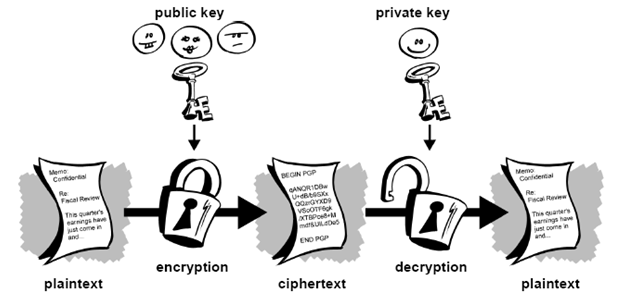 public key
private key
Memo:
Confidential
Re:
Fiscal Review
This quarter's
earnings have
just come in
and...
BEGIN PGP
END PGP
Memo:
Confidential
Re:
Fiscal Review
This quarter's
earnings have
just come in
and...
plaintext
encryption
ciphertext
decryption
plaintext